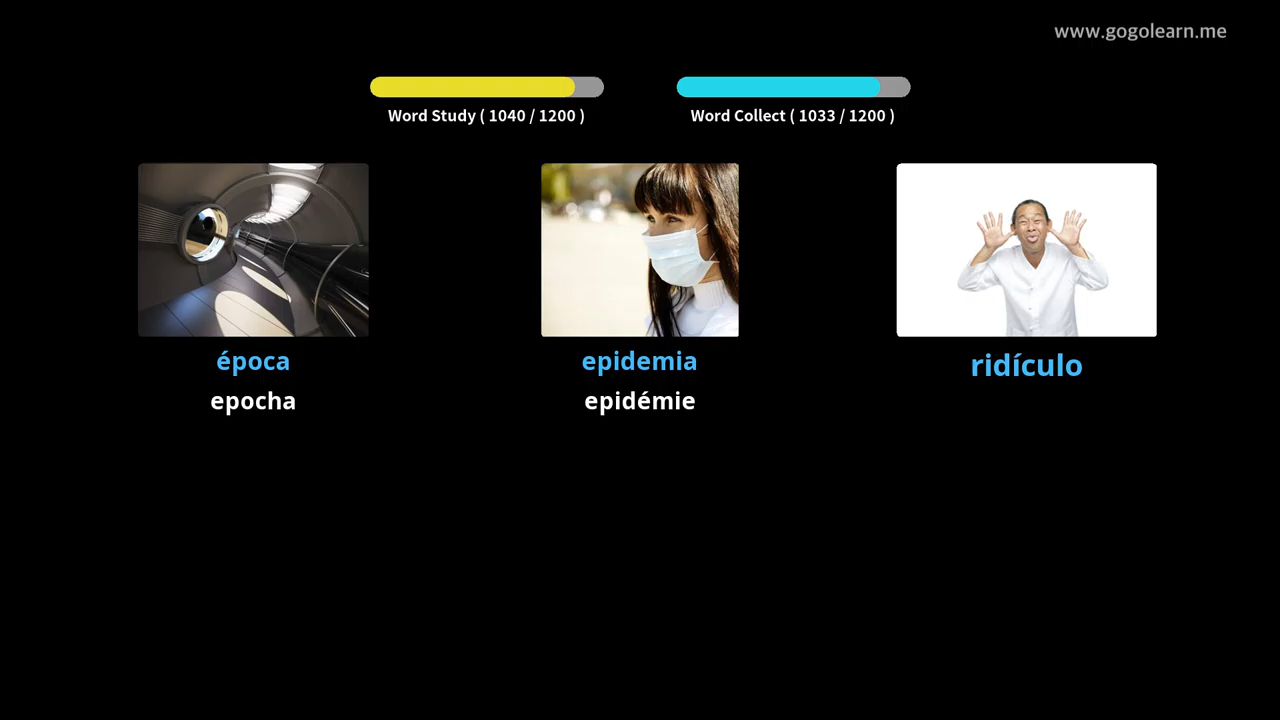 www.gogolearn.me
Word Study ( 1040 / 1200 )
Word Collect ( 1033 / 1200 )
época
epocha
epidemia
epidémie
ridículo